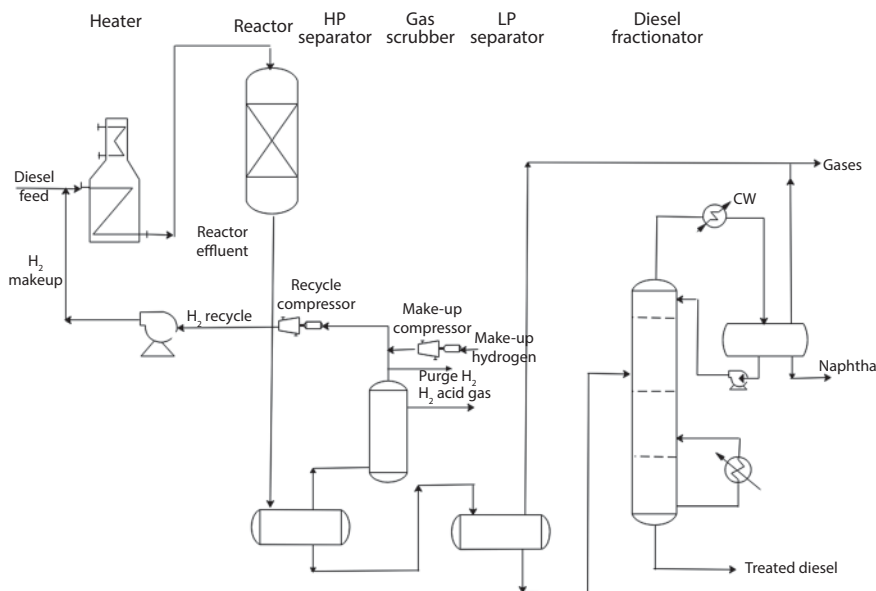 Heater
Reactor
HP
separator
Gas
scrubber
LP
separator
Diesel
fractionator
Diesel
feed
Gases
CW
Reactor
effluent
H2
makeup
Recycle
compressor
H2 recycle
Make-up
compressor
Make-up
hydrogen
Purge H2
H2 acid gas
Naphtha
Treated diesel